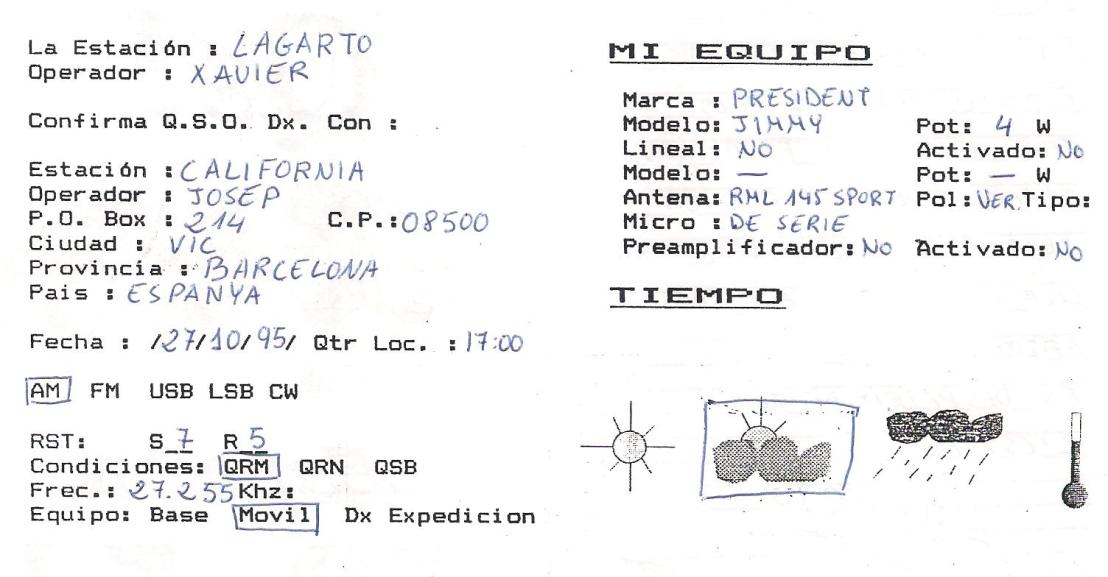 La Estación : LAGARTO
Operador : XAVIER
Confirma Q.S.O. Dx. Con :
Estación : CALIFORNIA
Operador : JOSEP
P.O. Box : 214 C.P.: 08500
Ciudad : VIC
Provincia : BARCELONA
Pais : ESPANYA
Fecha : /27/10/95/ Qtr Loc. : 17:00
AM FM USB LSB CW
RST: S 7 R 5
Condiciones: QRM QRN QSB
Frec.: 27.255 Khz:
Equipo: Base Movil Dx Expedicion
MI EQUIPO
Marca : PRESIDENT
Modelo: JIMMY Pot: 4 W
Lineal: NO Activado: NO
Modelo: — Pot: — W
Antena: RML 145 SPORT Pol: VER. Tipo:
Micro : DE SERIE
Preamplificador: NO Activado: NO
TIEMPO